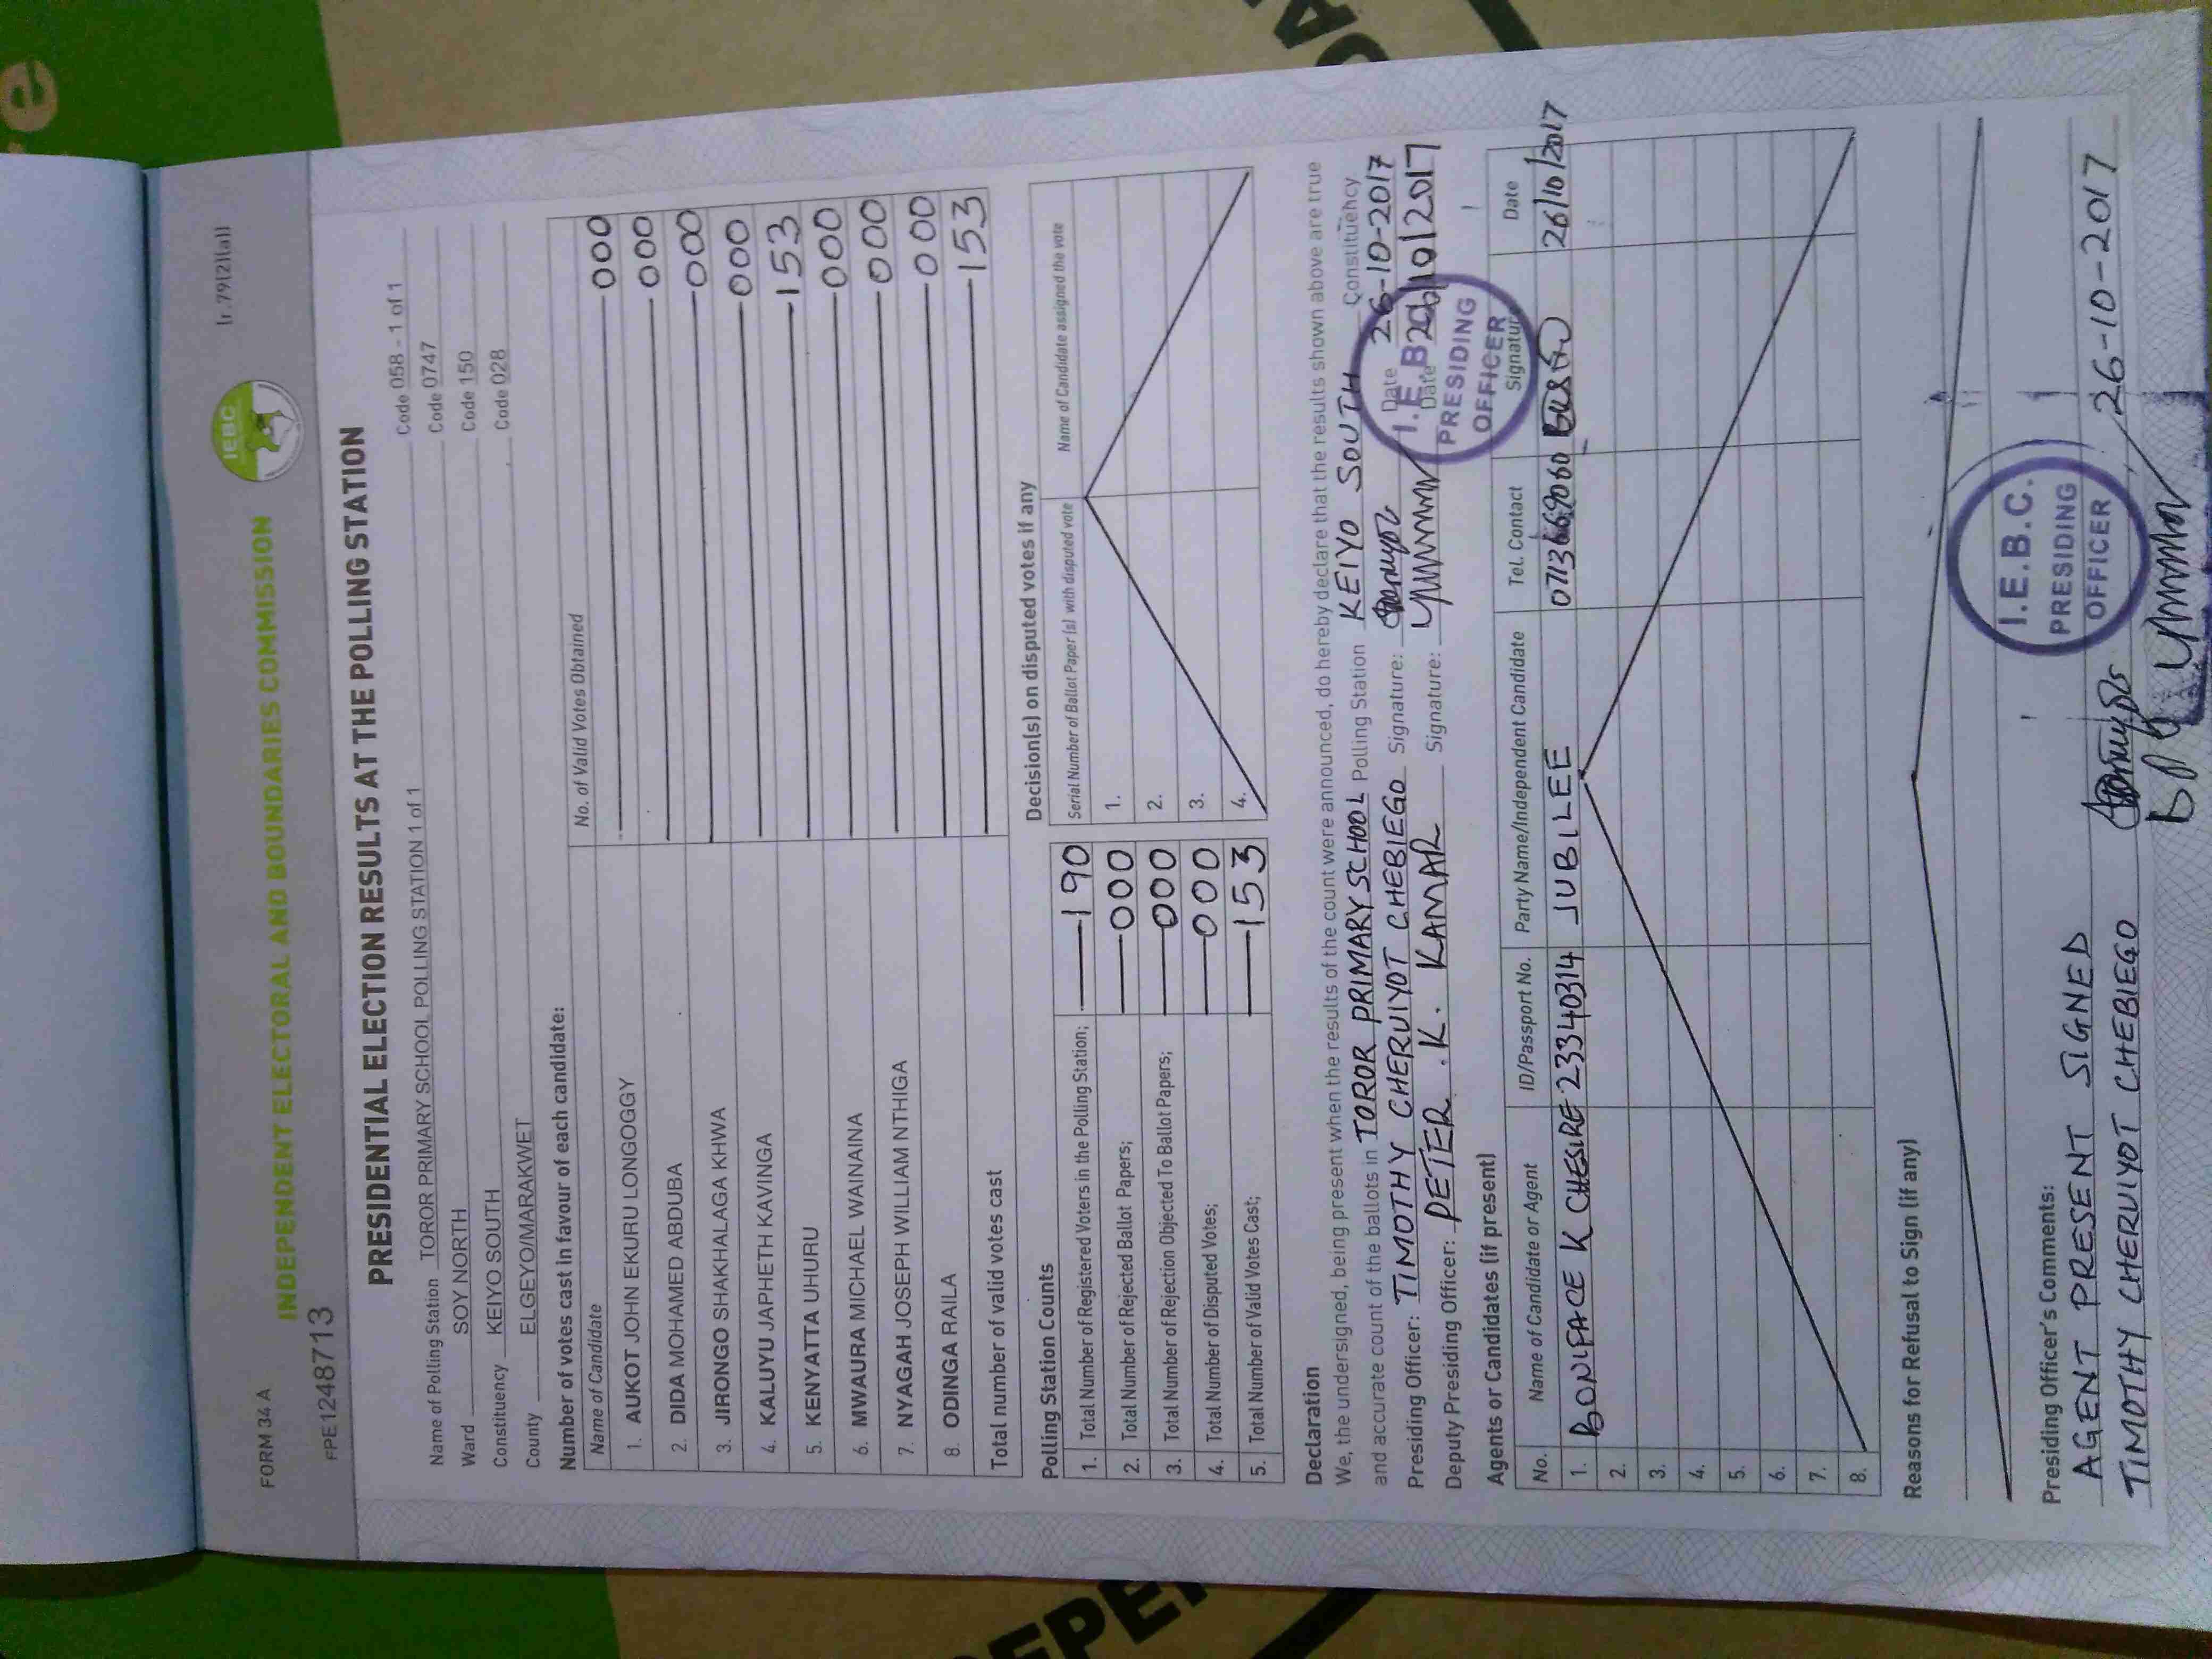 FORM 34 A
(r.79(2)(a))
INDEPENDENT ELECTORAL AND BOUNDARIES COMMISSION
IEBC
FPE1248713
PRESIDENTIAL ELECTION RESULTS AT THE POLLING STATION
Name of Polling Station TOROR PRIMARY SCHOOL POLLING STATION 1 of 1 Code 058 - 1 of 1
Ward SOY NORTH Code 0747
Constituency KEIYO SOUTH Code 150
County ELGEYO/MARAKWET Code 028
Number of votes cast in favour of each candidate:
Name of Candidate No. of Valid Votes Obtained
1. AUKOT JOHN EKURU LONGOGGY 000
2. DIDA MOHAMED ABDUBA 000
3. JIRONGO SHAKHALAGA KHWA 000
4. KALUYU JAPHETH KAVINGA 000
5. KENYATTA UHURU 153
6. MWAURA MICHAEL WAINAINA 000
7. NYAGAH JOSEPH WILLIAM NTHIGA 000
8. ODINGA RAILA 000
Total number of valid votes cast 153
Polling Station Counts
1. Total Number of Registered Voters in the Polling Station; 190
2. Total Number of Rejected Ballot Papers; 000
3. Total Number of Rejection Objected To Ballot Papers; 000
4. Total Number of Disputed Votes; 000
5. Total Number of Valid Votes Cast; 153
Decision(s) on disputed votes if any
Serial Number of Ballot Paper (s) with disputed vote Name of Candidate assigned the vote
1.
2.
3.
4.
Declaration
We, the undersigned, being present when the results of the count were announced, do hereby declare that the results shown above are true
and accurate count of the ballots in TOROR PRIMARY SCHOOL Polling Station KEIYO SOUTH Constituency
Presiding Officer: TIMOTHY CHERUIYOT CHEBIEGO Signature: Date 26-10-2017
Deputy Presiding Officer: PETER . K. KAMAR Signature: Date 26/10/2017
I.E.B
PRESIDING
OFFICER
Agents or Candidates (if present)
No. Name of Candidate or Agent ID/Passport No. Party Name/Independent Candidate Tel. Contact Signature Date
1. BONIFACE K CHESIRE 23340314 JUBILEE 0713669060 26/10/2017
2.
3.
4.
5.
6.
7.
8.
Reasons for Refusal to Sign (if any)
I.E.B.C.
PRESIDING
OFFICER
Presiding Officer's Comments:
AGENT PRESENT SIGNED
TIMOTHY CHERUIYOT CHEBIEGO 26-10-2017